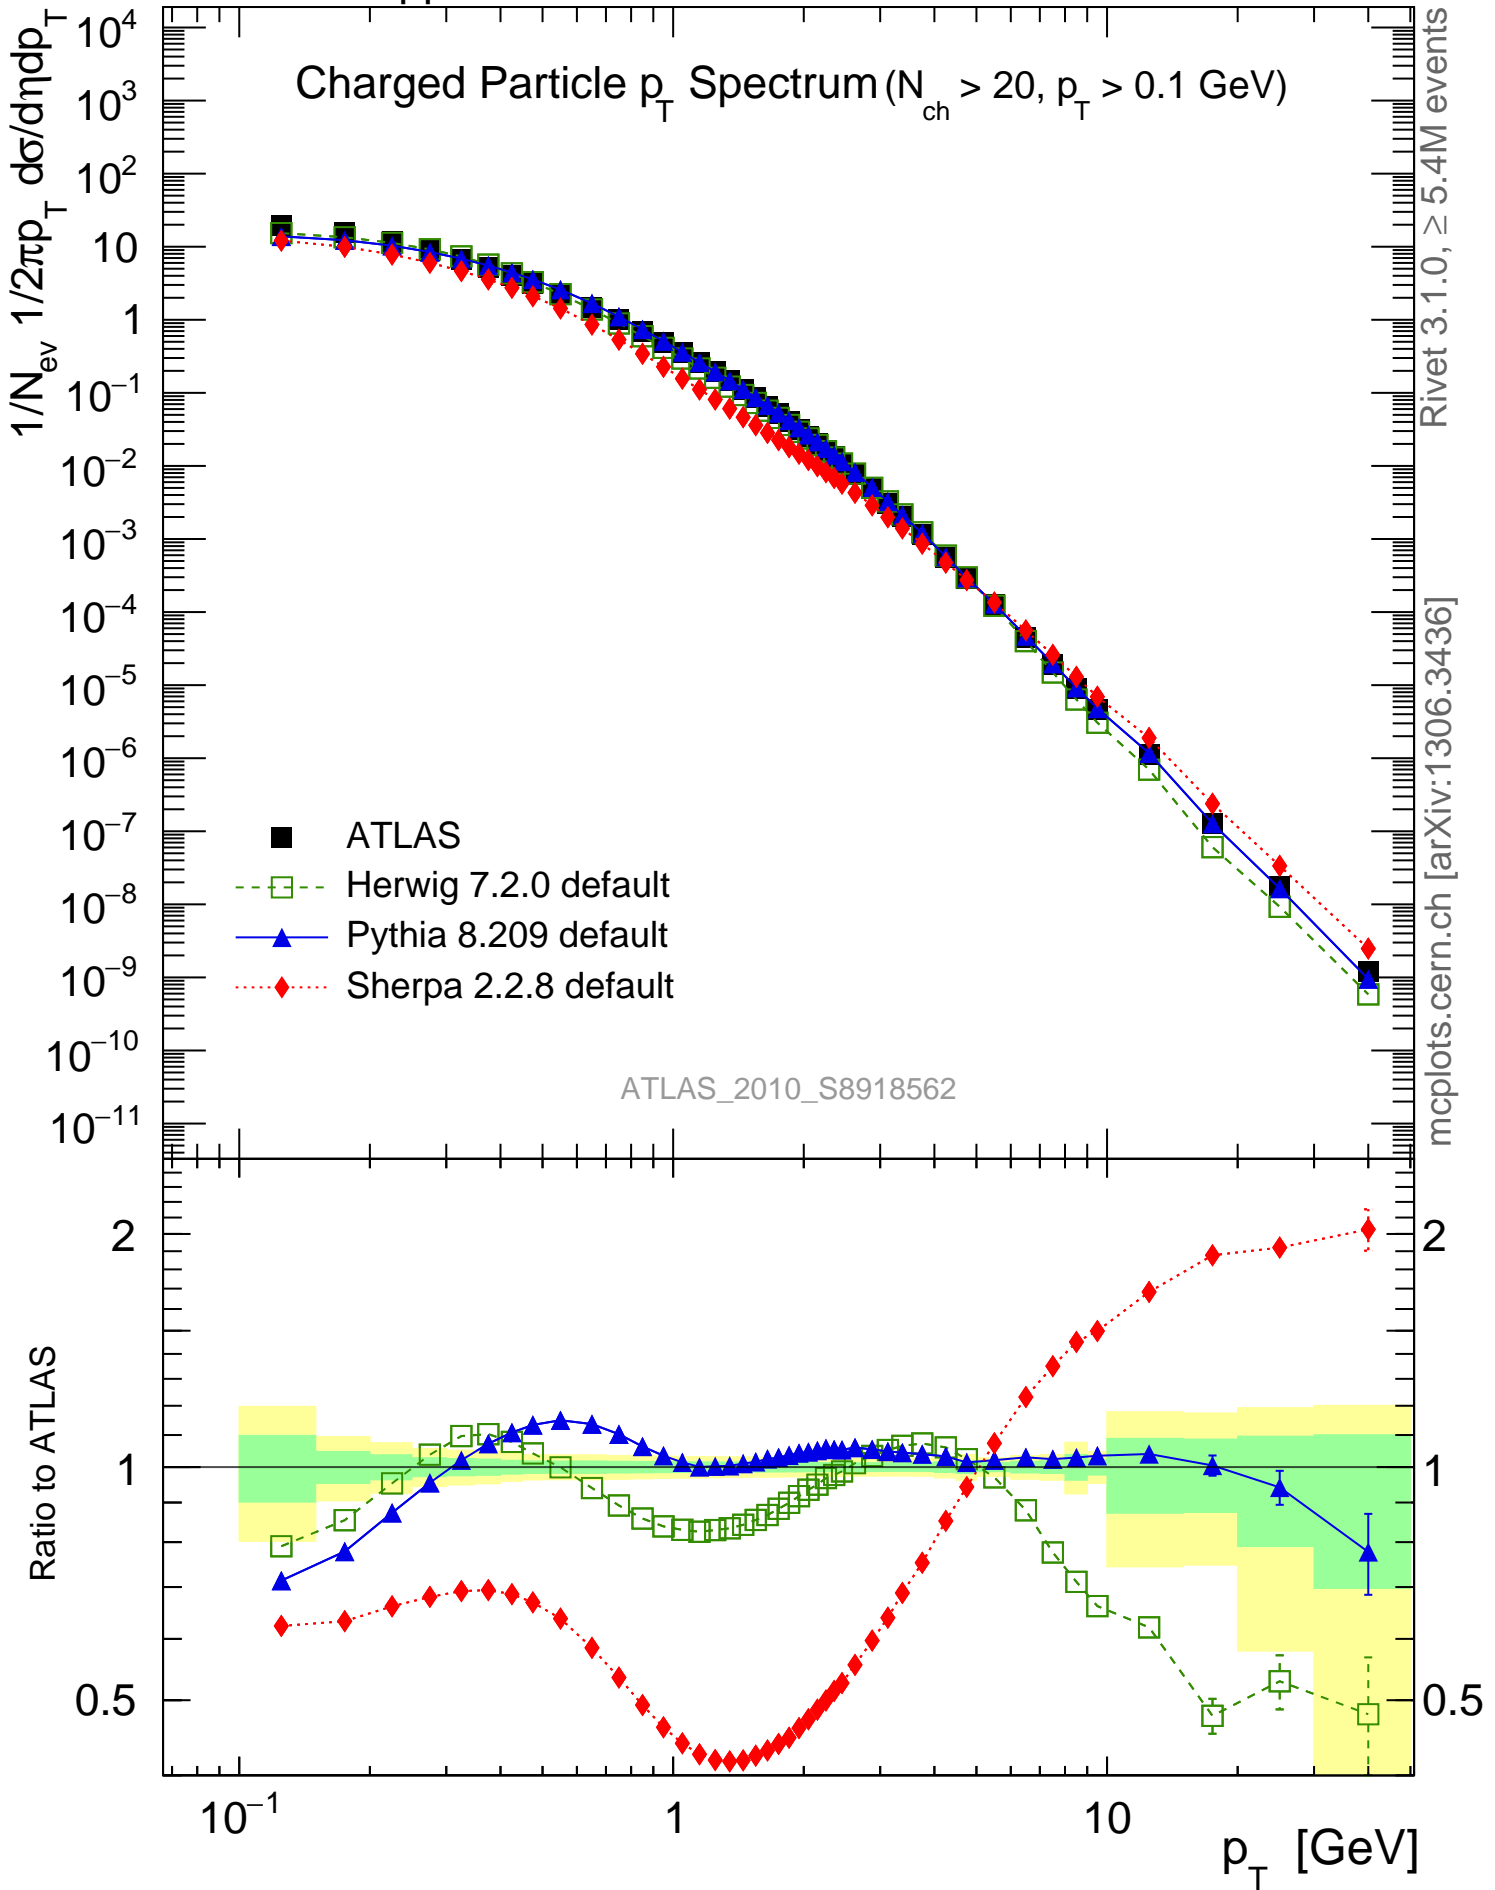 Charged Particle p_T Spectrum (N_ch > 20, p_T > 0.1 GeV)
1/N_ev 1/2πp_T dσ/dηdp_T
10^4
10^3
10^2
10
1
10^−1
10^−2
10^−3
10^−4
10^−5
10^−6
10^−7
10^−8
10^−9
10^−10
10^−11
ATLAS
Herwig 7.2.0 default
Pythia 8.209 default
Sherpa 2.2.8 default
ATLAS_2010_S8918562
Rivet 3.1.0, ≥ 5.4M events
mcplots.cern.ch [arXiv:1306.3436]
Ratio to ATLAS
2
1
0.5
2
1
0.5
10^−1
1
10
p_T [GeV]